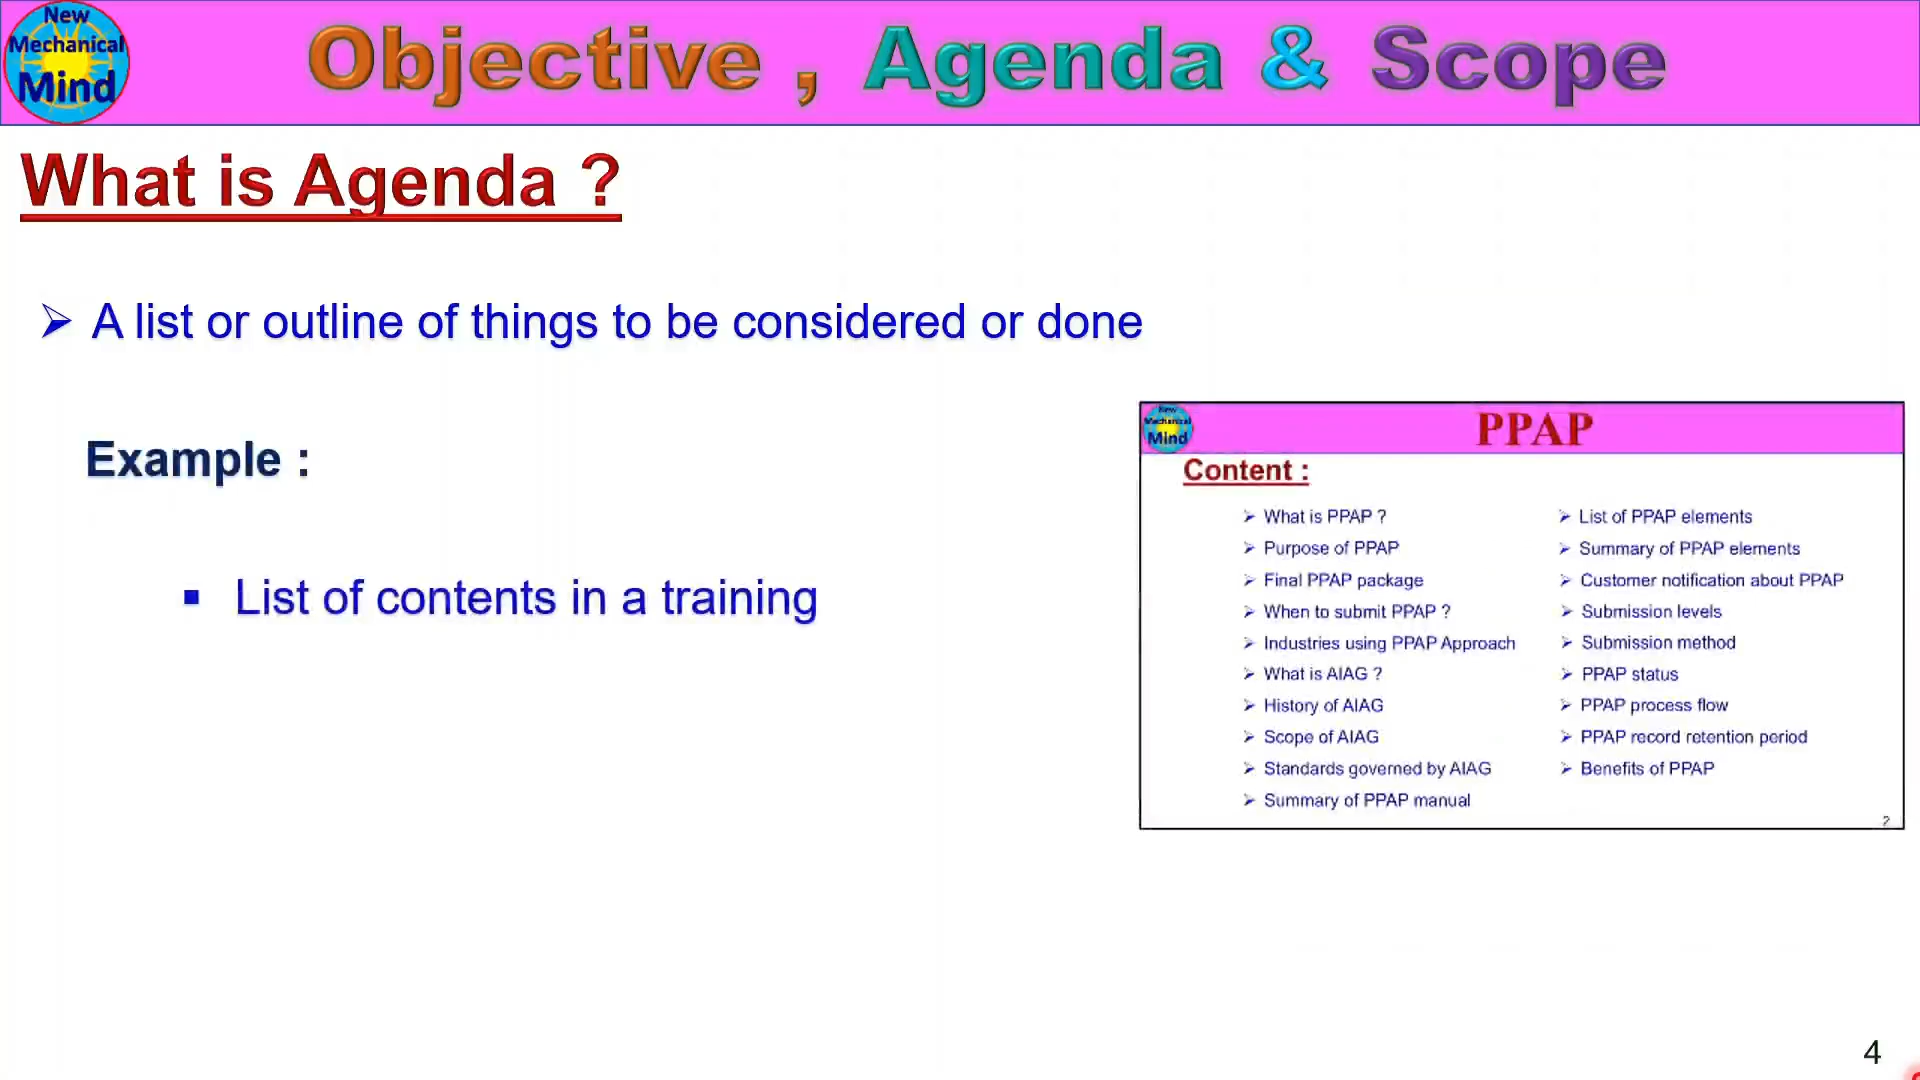 New
Mechanical
Mind
Objective , Agenda & Scope
What is Agenda ?
➢ A list or outline of things to be considered or done
Example :
▪ List of contents in a training
New
Mechanical
Mind
PPAP
Content :
➢ What is PPAP ?
➢ Purpose of PPAP
➢ Final PPAP package
➢ When to submit PPAP ?
➢ Industries using PPAP Approach
➢ What is AIAG ?
➢ History of AIAG
➢ Scope of AIAG
➢ Standards governed by AIAG
➢ Summary of PPAP manual
➢ List of PPAP elements
➢ Summary of PPAP elements
➢ Customer notification about PPAP
➢ Submission levels
➢ Submission method
➢ PPAP status
➢ PPAP process flow
➢ PPAP record retention period
➢ Benefits of PPAP
2
4